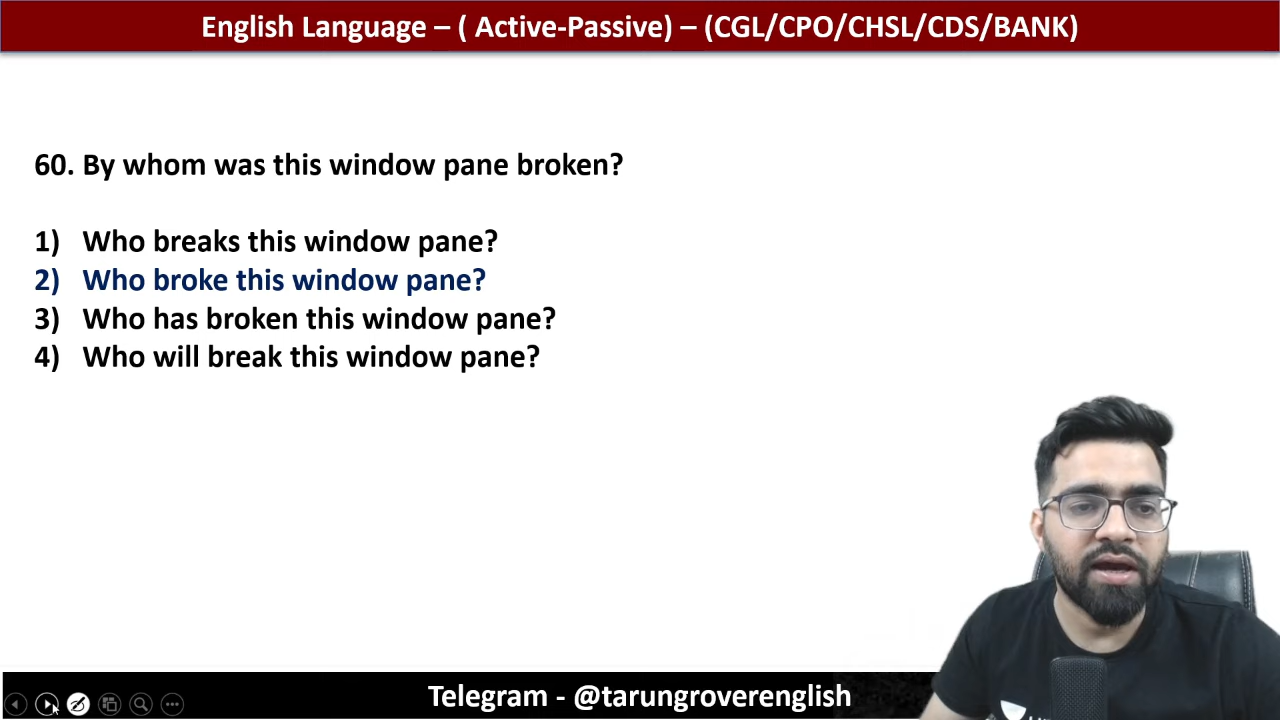 English Language – ( Active-Passive) – (CGL/CPO/CHSL/CDS/BANK)
60. By whom was this window pane broken?
1) Who breaks this window pane?
2) Who broke this window pane?
3) Who has broken this window pane?
4) Who will break this window pane?
Telegram - @tarungroverenglish